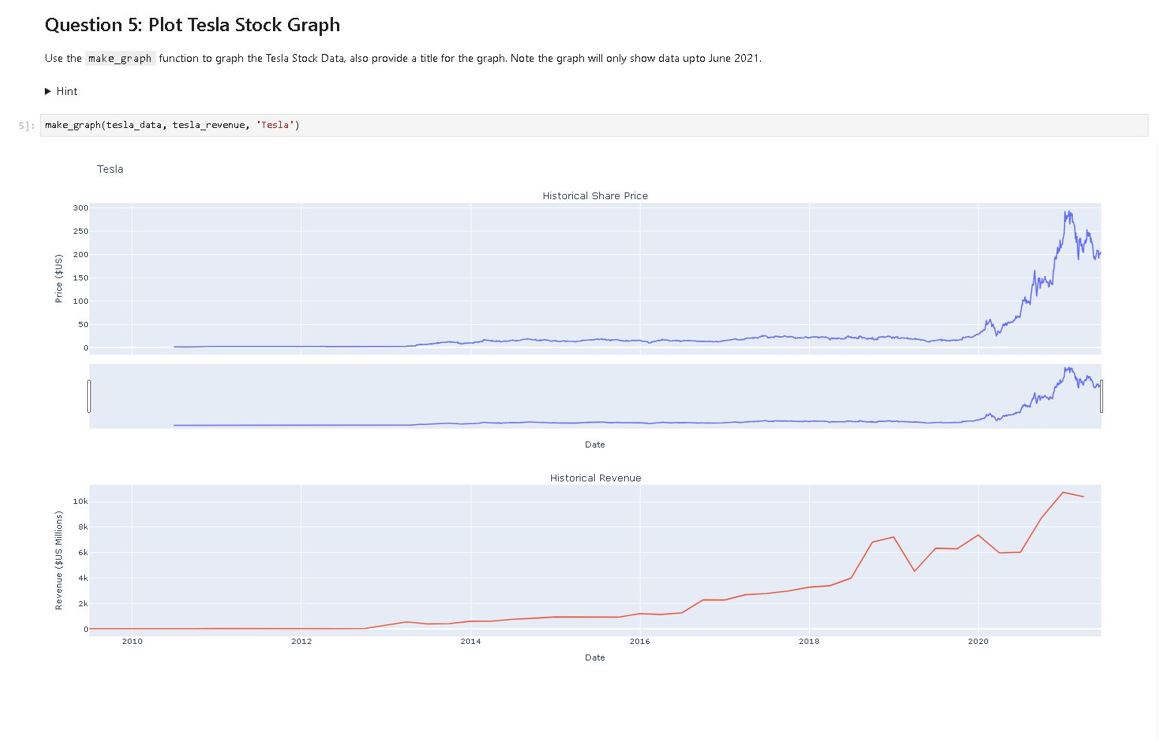 Question 5: Plot Tesla Stock Graph
Use the make_graph function to graph the Tesla Stock Data, also provide a title for the graph. Note the graph will only show data upto June 2021.
▶ Hint
5]: make_graph(tesla_data, tesla_revenue, 'Tesla')
Tesla
Historical Share Price
300
250
200
150
100
50
0
Price ($US)
Date
Historical Revenue
10k
8k
6k
4k
2k
0
Revenue ($US Millions)
2010 2012 2014 2016 2018 2020
Date